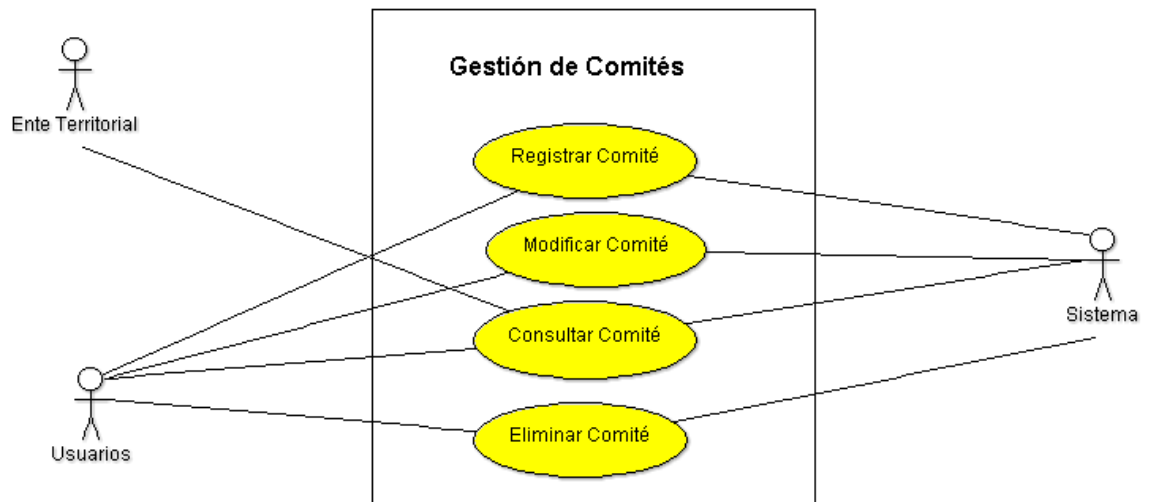 Gestión de Comités
Ente Territorial
Registrar Comité
Modificar Comité
Consultar Comité
Sistema
Eliminar Comité
Usuarios